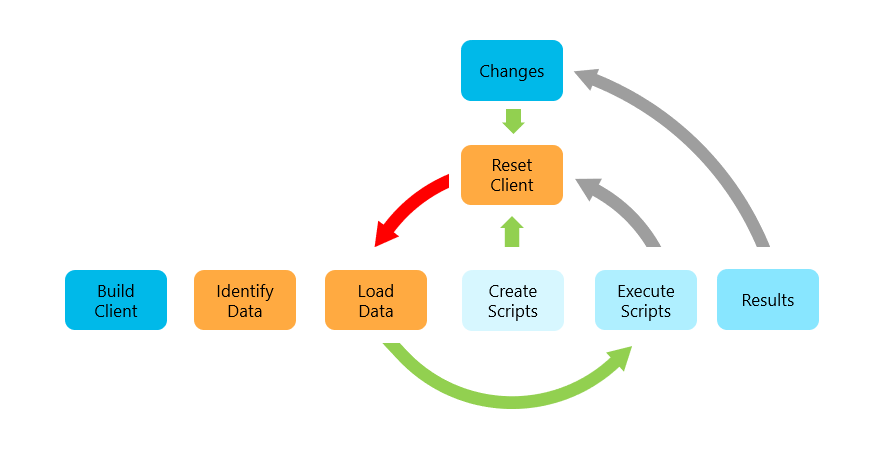 Changes
Reset
Client
Build
Client
Identify
Data
Load
Data
Create
Scripts
Execute
Scripts
Results